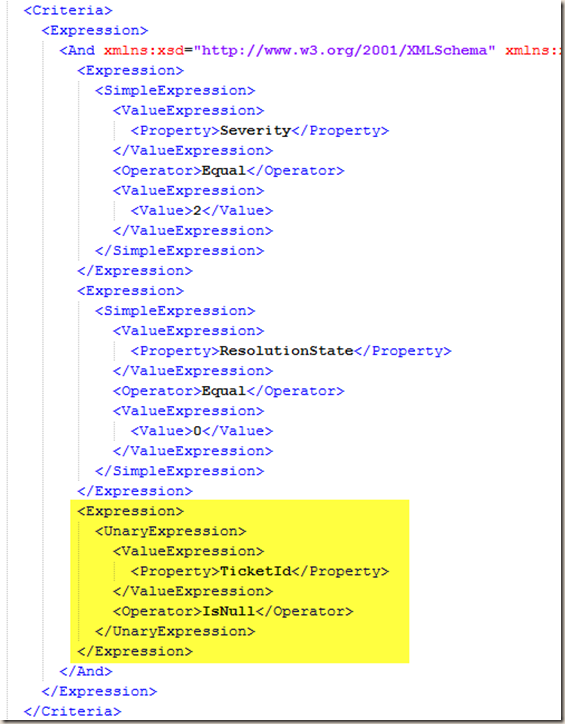 <Criteria>
<Expression>
<And xmlns:xsd="http://www.w3.org/2001/XMLSchema" xmlns:
<Expression>
<SimpleExpression>
<ValueExpression>
<Property>Severity</Property>
</ValueExpression>
<Operator>Equal</Operator>
<ValueExpression>
<Value>2</Value>
</ValueExpression>
</SimpleExpression>
</Expression>
<Expression>
<SimpleExpression>
<ValueExpression>
<Property>ResolutionState</Property>
</ValueExpression>
<Operator>Equal</Operator>
<ValueExpression>
<Value>0</Value>
</ValueExpression>
</SimpleExpression>
</Expression>
<Expression>
<UnaryExpression>
<ValueExpression>
<Property>TicketId</Property>
</ValueExpression>
<Operator>IsNull</Operator>
</UnaryExpression>
</Expression>
</And>
</Expression>
</Criteria>